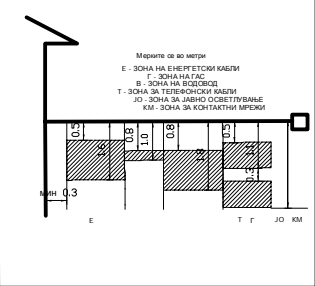 Мерките се во метри
Е - ЗОНА НА ЕНЕРГЕТСКИ КАБЛИ
Г - ЗОНА НА ГАС
В - ЗОНА НА ВОДОВОД
Т - ЗОНА ЗА ТЕЛЕФОНСКИ КАБЛИ
ЈО - ЗОНА ЗА ЈАВНО ОСВЕТЛУВАЊЕ
КМ - ЗОНА ЗА КОНТАКТНИ МРЕЖИ
0.5
1.6
0.8
1.0
0.8
1.8
0.5
1.1
0.3
мин 0.3
Е
Т Г ЈО КМ